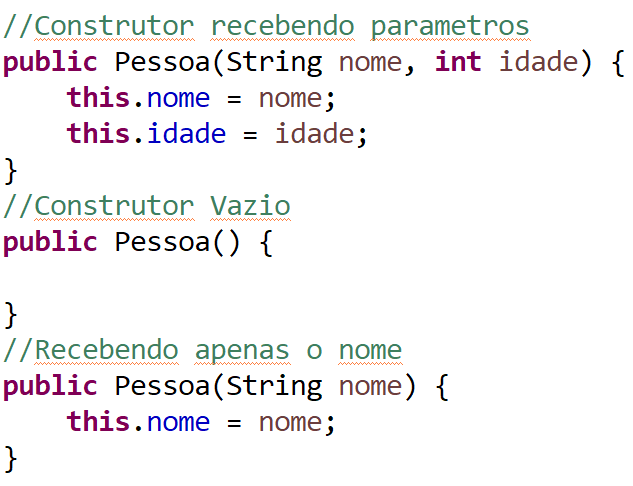 //Construtor recebendo parametros
public Pessoa(String nome, int idade) {
    this.nome = nome;
    this.idade = idade;
}
//Construtor Vazio
public Pessoa() {

}
//Recebendo apenas o nome
public Pessoa(String nome) {
    this.nome = nome;
}